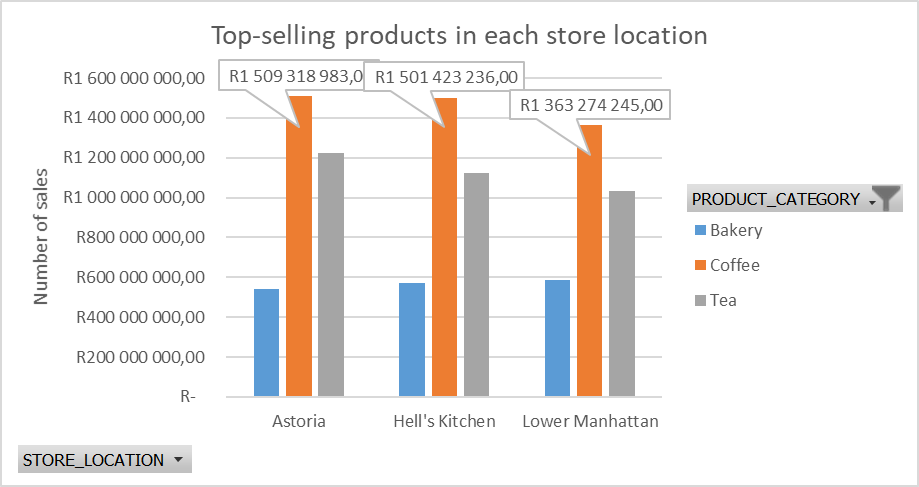 Top-selling products in each store location
R1 509 318 983,0
R1 501 423 236,00
R1 363 274 245,00
Number of sales
R1 600 000 000,00
R1 400 000 000,00
R1 200 000 000,00
R1 000 000 000,00
R800 000 000,00
R600 000 000,00
R400 000 000,00
R200 000 000,00
R-
Astoria
Hell's Kitchen
Lower Manhattan
PRODUCT_CATEGORY
Bakery
Coffee
Tea
STORE_LOCATION